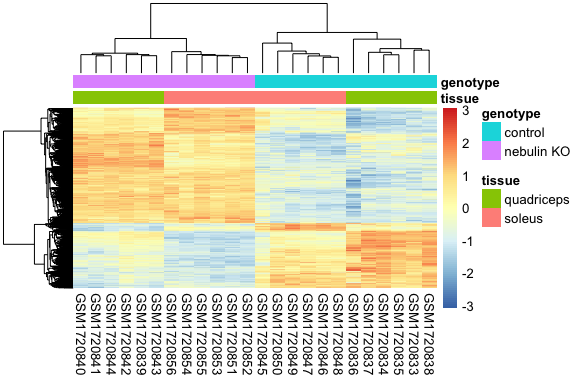 genotype
tissue
genotype
control
nebulin KO
tissue
quadriceps
soleus
3
2
1
0
-1
-2
-3
GSM1720840
GSM1720841
GSM1720844
GSM1720842
GSM1720839
GSM1720843
GSM1720856
GSM1720854
GSM1720855
GSM1720853
GSM1720851
GSM1720852
GSM1720845
GSM1720850
GSM1720849
GSM1720847
GSM1720846
GSM1720848
GSM1720836
GSM1720837
GSM1720834
GSM1720835
GSM1720833
GSM1720838